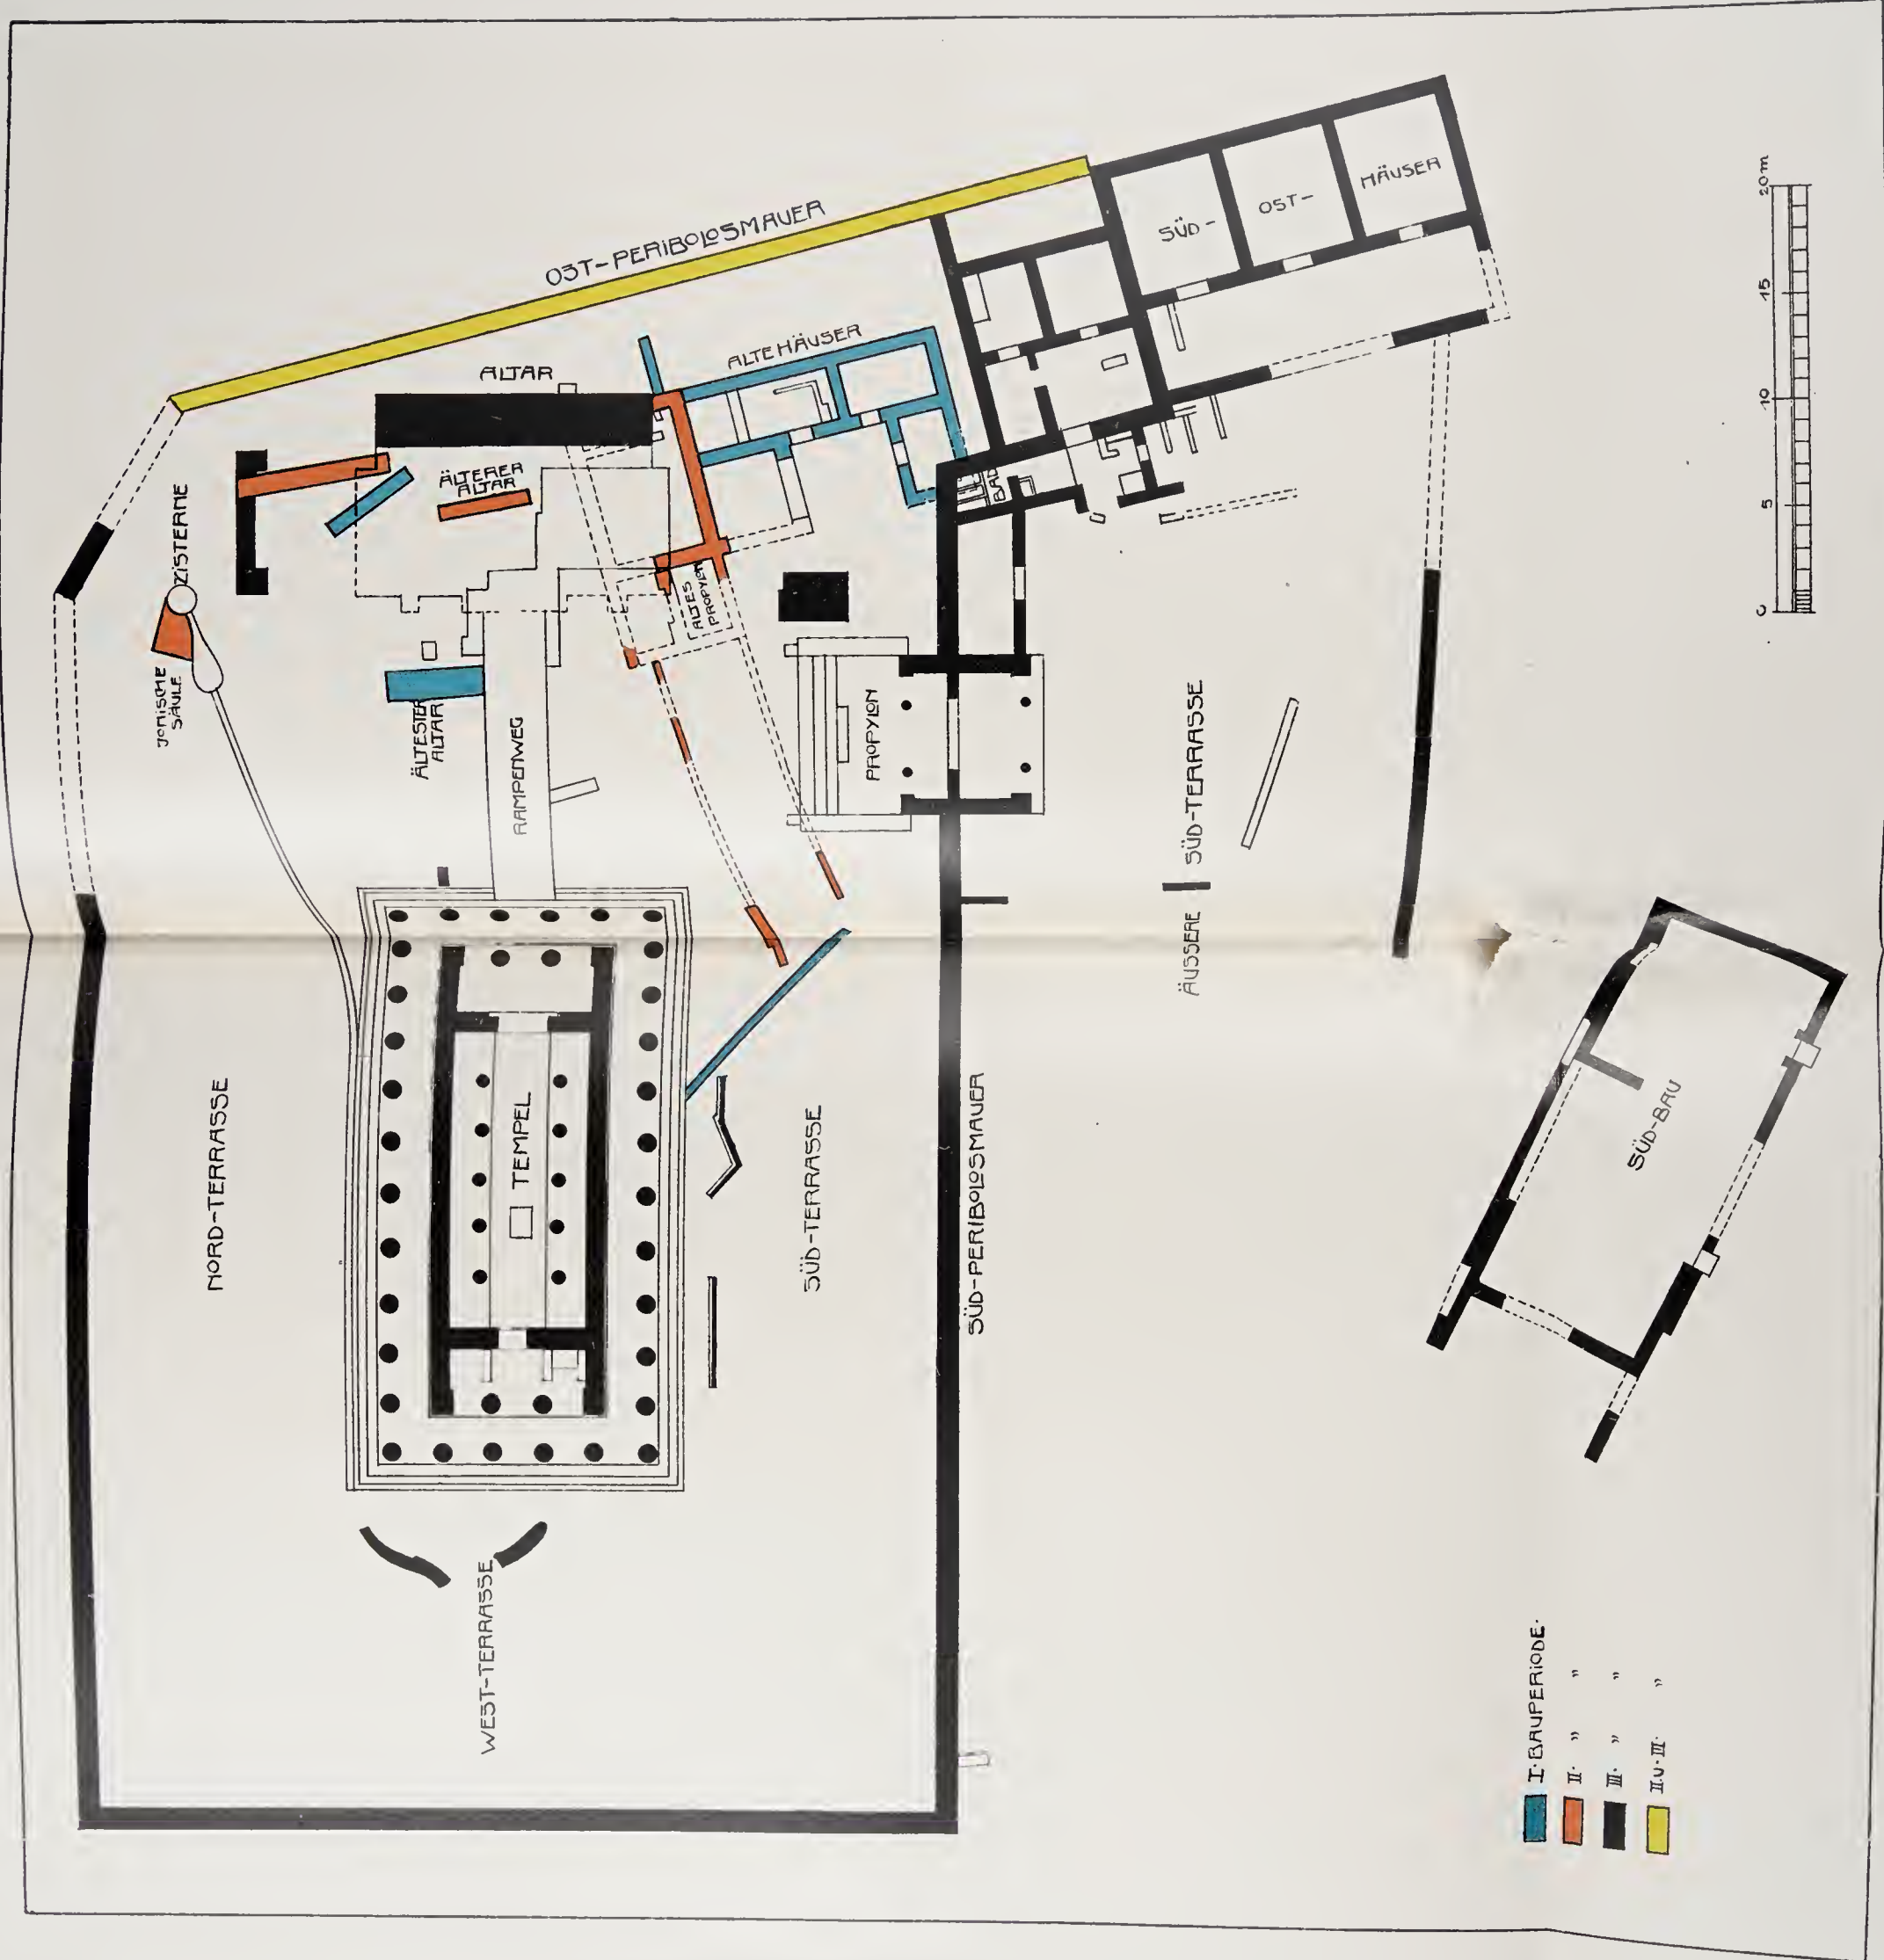 OST-PERIBOLOSMAUER
SÜD-
OST-
HÄUSER
ALTE HÄUSER
ALTAR
ÄLTERER
ALTAR
ZISTERNE
JONISCHE
SÄULE
ÄLTESTER
ALTAR
RAMPENWEG
ALTES
PROPYLON
BAD
PROPYLON
ÄUSSERE SÜD-TERRASSE
NORD-TERRASSE
TEMPEL
SÜD-TERRASSE
SÜD-PERIBOLOSMAUER
SÜD-BAU
WEST-TERRASSE
0 5 10 15 20m
I·BAUPERIODE·
II· " "
III· " "
II·U·III· "